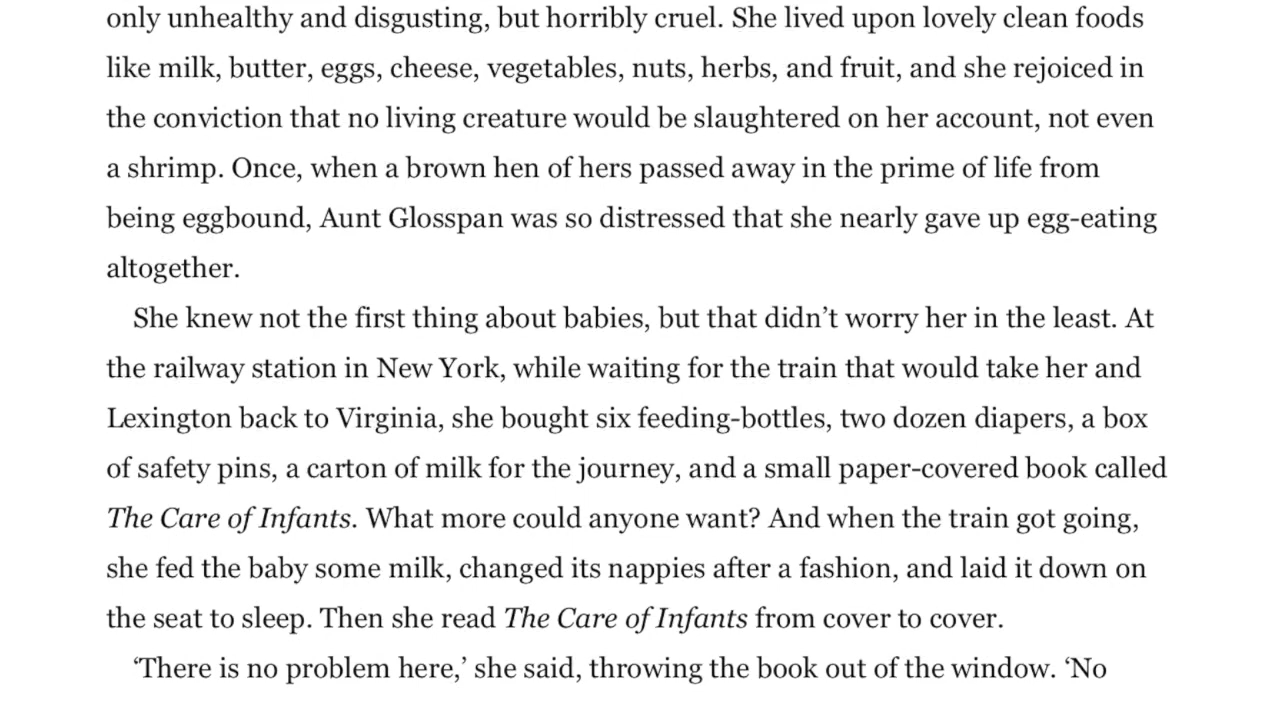 only unhealthy and disgusting, but horribly cruel. She lived upon lovely clean foods
like milk, butter, eggs, cheese, vegetables, nuts, herbs, and fruit, and she rejoiced in
the conviction that no living creature would be slaughtered on her account, not even
a shrimp. Once, when a brown hen of hers passed away in the prime of life from
being eggbound, Aunt Glosspan was so distressed that she nearly gave up egg-eating
altogether.
She knew not the first thing about babies, but that didn’t worry her in the least. At
the railway station in New York, while waiting for the train that would take her and
Lexington back to Virginia, she bought six feeding-bottles, two dozen diapers, a box
of safety pins, a carton of milk for the journey, and a small paper-covered book called
The Care of Infants. What more could anyone want? And when the train got going,
she fed the baby some milk, changed its nappies after a fashion, and laid it down on
the seat to sleep. Then she read The Care of Infants from cover to cover.
‘There is no problem here,’ she said, throwing the book out of the window. ‘No